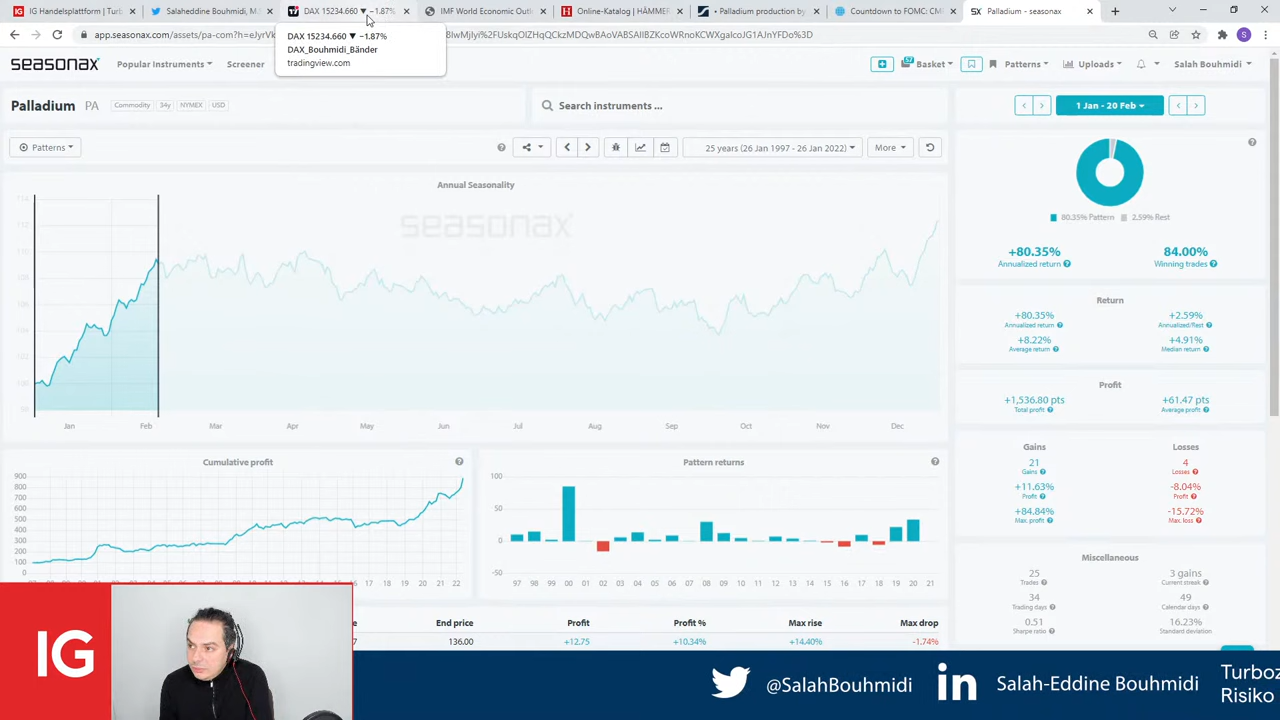 IG Handelsplattform | Turb
Salaheddine Bouhmidi, M.
DAX 15234.660 ▼ −1.87%
IMF World Economic Outl
Online-Katalog | HÄMMER
• Palladium production by
Countdown to FOMC: CM
Palladium - seasonax
app.seasonax.com/assets/pa-com?h=
DAX 15234.660 ▼ −1.87%
DAX_Bouhmidi_Bänder
tradingview.com
seasonax
Popular Instruments
Screener
Basket
Patterns
Uploads
Salah Bouhmidi
Palladium PA
Commodity 34y NYMEX USD
Search instruments ...
1 Jan - 20 Feb
Patterns
25 years (26 Jan 1997 - 26 Jan 2022)
More
Annual Seasonality
seasonax
Jan Feb Mar Apr May Jun Jul Aug Sep Oct Nov Dec
80.35% Pattern 2.59% Rest
+80.35% 84.00%
Annualized return Winning trades
Return
+80.35% +2.59%
Annualized return Annualized/Rest
+8.22% +4.91%
Average return Median return
Profit
+1,536.80 pts +61.47 pts
Total profit Average profit
Gains Losses
21 4
Gains Losses
+11.63% -8.04%
Profit Profit
+84.84% -15.72%
Max. profit Max. loss
Miscellaneous
25 3 gains
Trades Current streak
34 49
Trading days Calendar days
0.51 16.23%
Sharpe ratio Standard deviation
Cumulative profit
900
800
700
600
500
400
300
200
100
0
Pattern returns
100
50
0
-50
97 98 99 00 01 02 03 04 05 06 07 08 09 10 11 12 13 14 15 16 17 18 19 20 21
End price Profit Profit % Max rise Max drop
136.00 +12.75 +10.34% +14.40% -1.74%
IG
@SalahBouhmidi
in
Salah-Eddine Bouhmidi
Turboz
Risiko